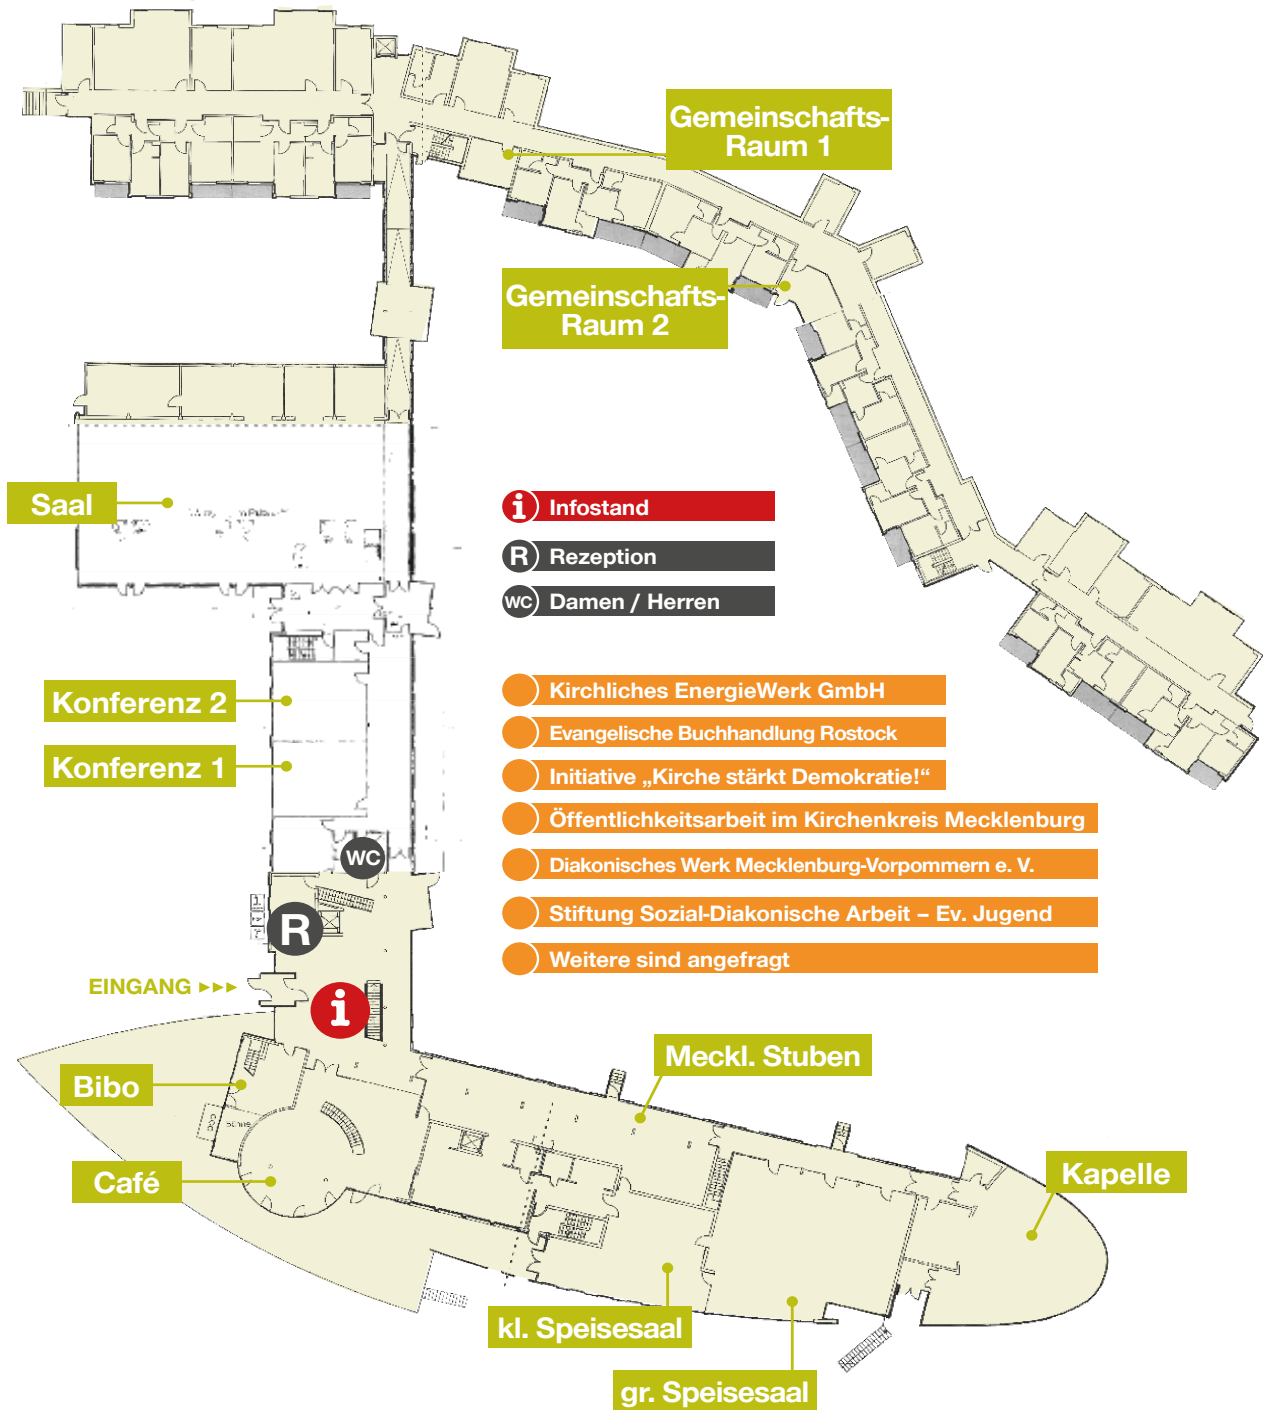 Gemeinschafts-
Raum 1
Gemeinschafts-
Raum 2
Saal
i Infostand
R Rezeption
WC Damen / Herren
Konferenz 2
Konferenz 1
Kirchliches EnergieWerk GmbH
Evangelische Buchhandlung Rostock
Initiative „Kirche stärkt Demokratie!“
Öffentlichkeitsarbeit im Kirchenkreis Mecklenburg
Diakonisches Werk Mecklenburg-Vorpommern e. V.
Stiftung Sozial-Diakonische Arbeit – Ev. Jugend
Weitere sind angefragt
WC
R
EINGANG ▸▸▸
i
Meckl. Stuben
Bibo
Café
Kapelle
kl. Speisesaal
gr. Speisesaal